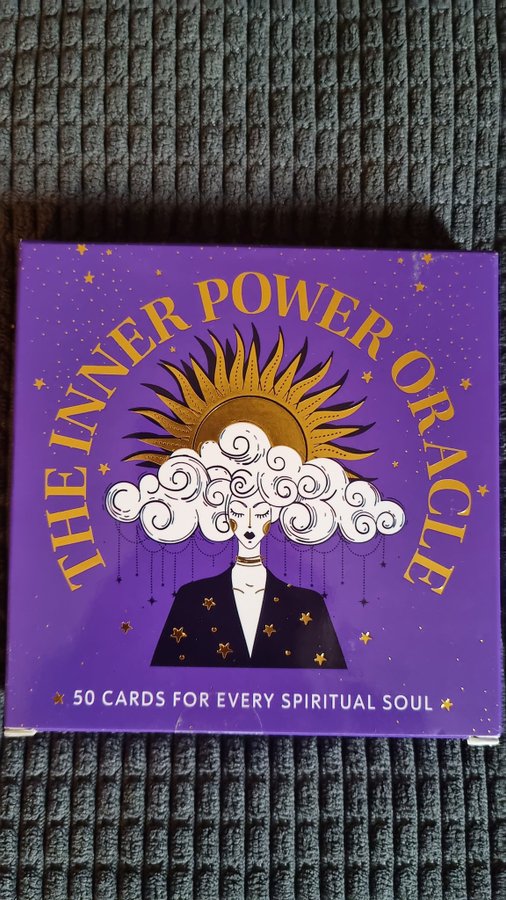 THE INNER POWER ORACLE
50 CARDS FOR EVERY SPIRITUAL SOUL